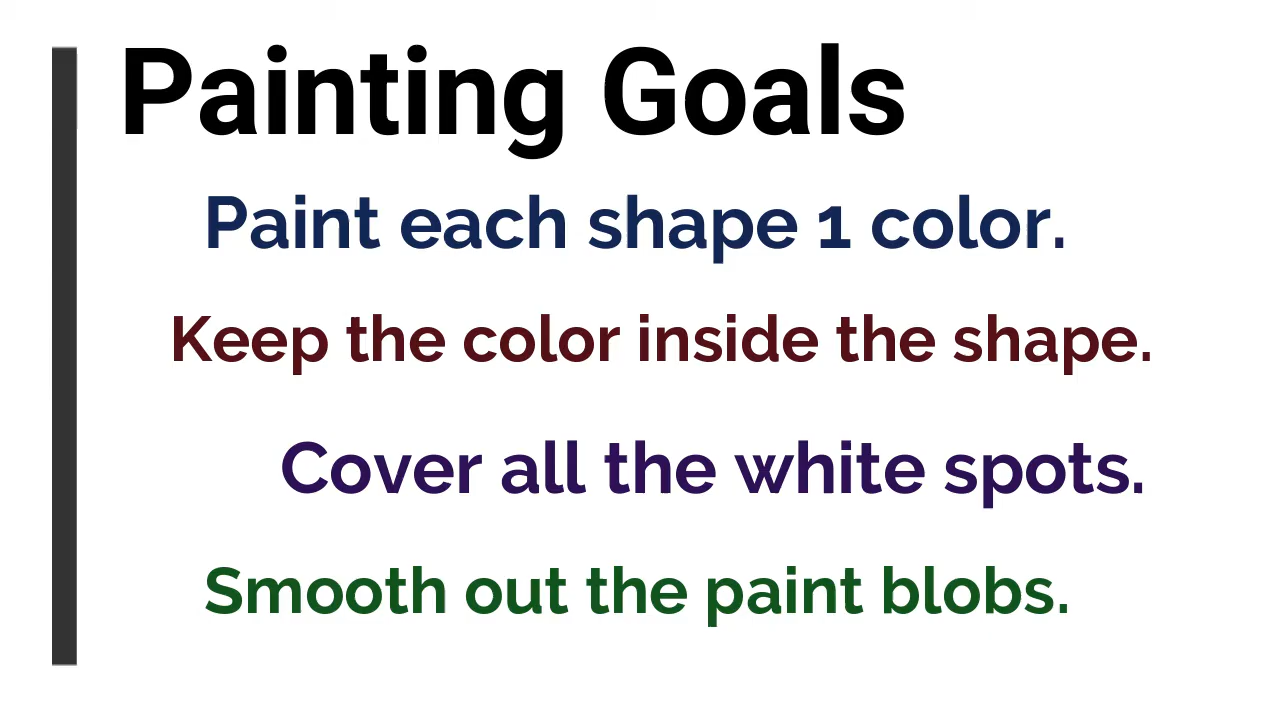 Painting Goals
Paint each shape 1 color.
Keep the color inside the shape.
Cover all the white spots.
Smooth out the paint blobs.